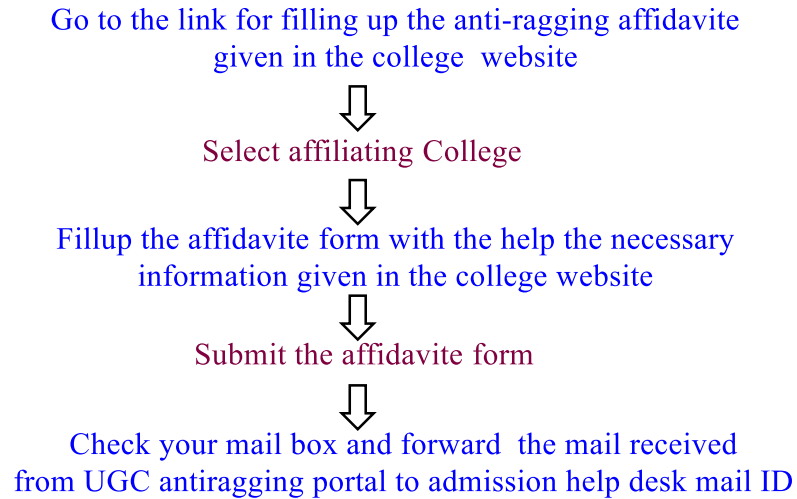 Go to the link for filling up the anti-ragging affidavite
given in the college website
Select affiliating College
Fillup the affidavite form with the help the necessary
information given in the college website
Submit the affidavite form
Check your mail box and forward the mail received
from UGC antiragging portal to admission help desk mail ID